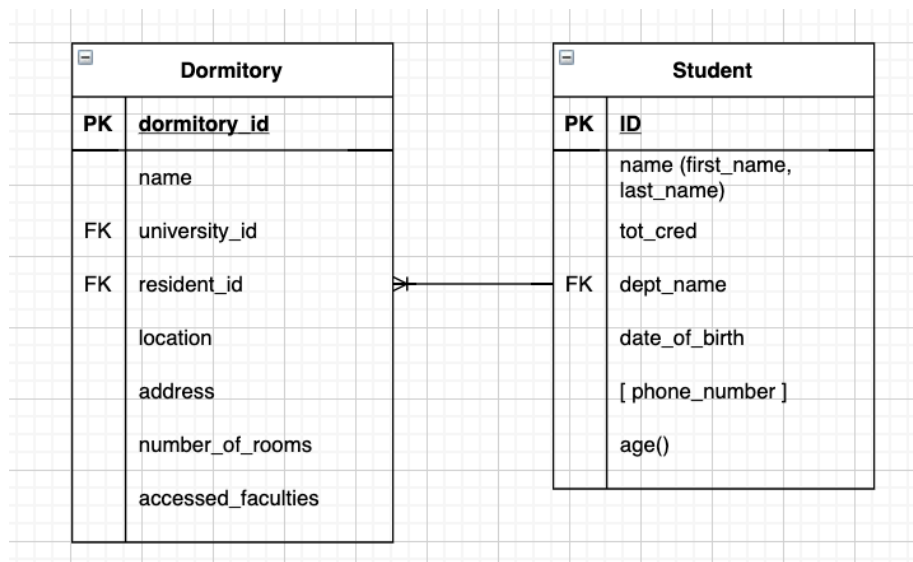 Dormitory
PK dormitory_id
name
FK university_id
FK resident_id
location
address
number_of_rooms
accessed_faculties
Student
PK ID
name (first_name,
last_name)
tot_cred
FK dept_name
date_of_birth
[ phone_number ]
age()